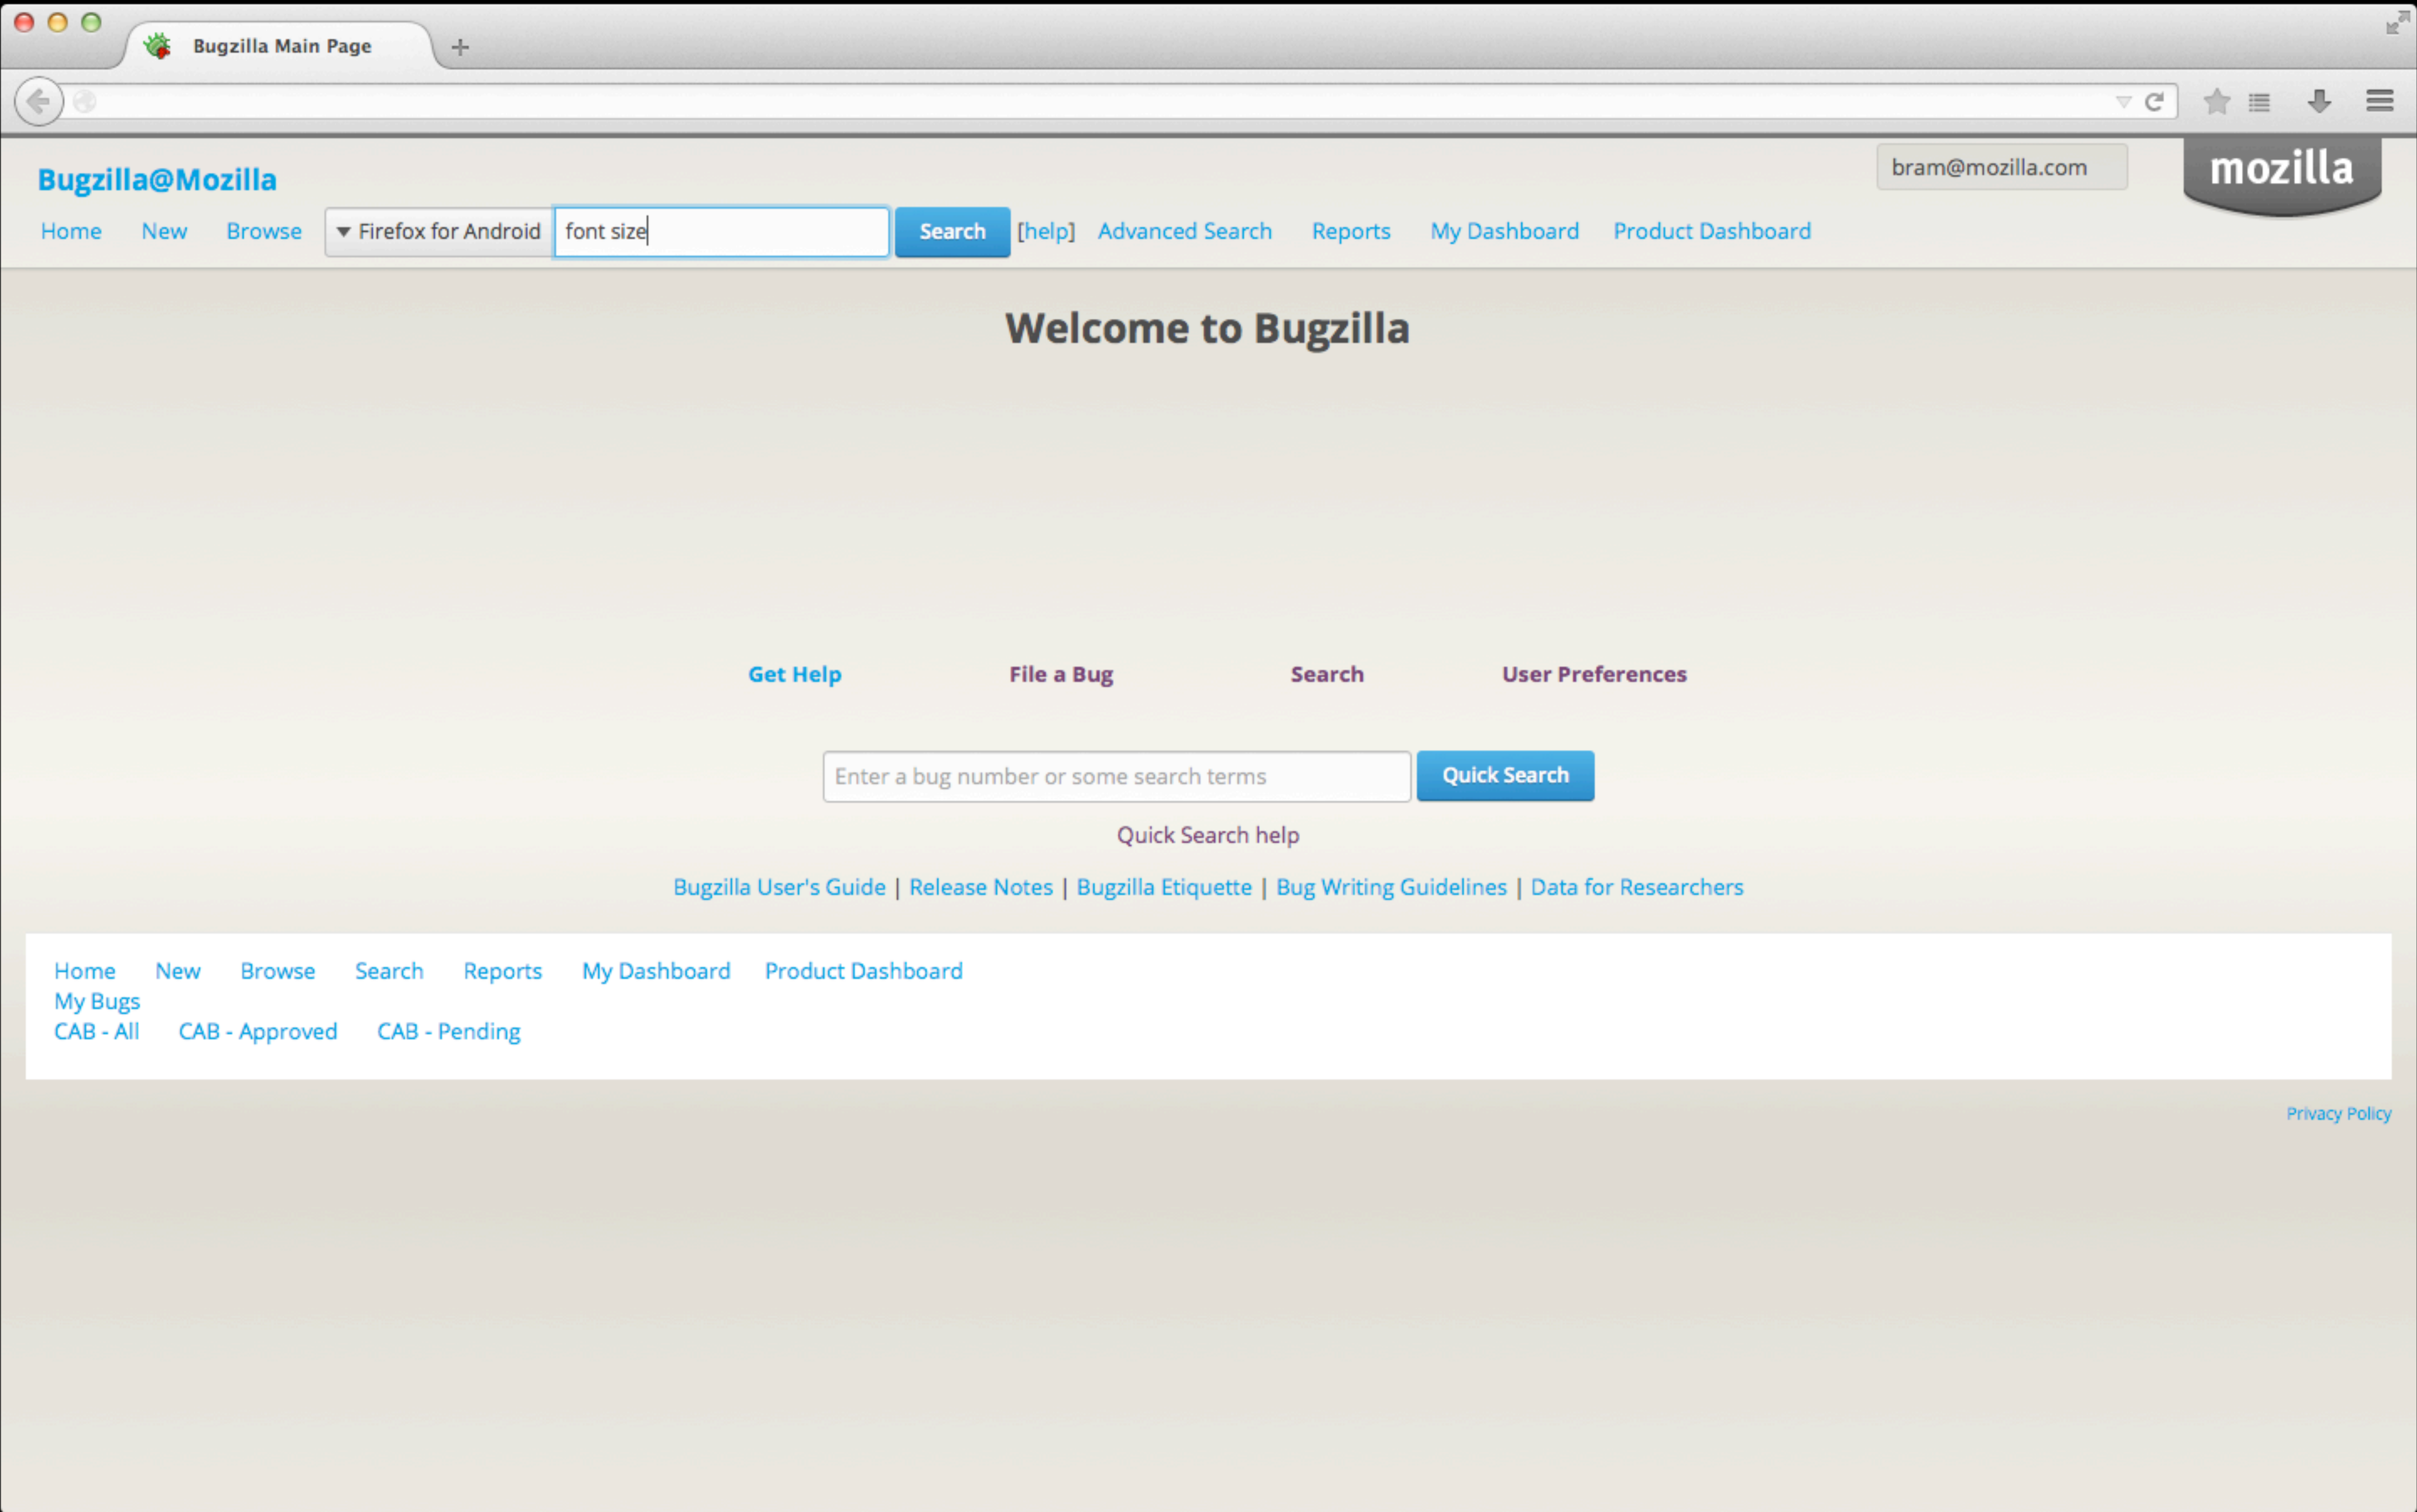 Bugzilla Main Page
Bugzilla@Mozilla
bram@mozilla.com
mozilla
Home New Browse Firefox for Android font size Search [help] Advanced Search Reports My Dashboard Product Dashboard
Welcome to Bugzilla
Get Help File a Bug Search User Preferences
Enter a bug number or some search terms Quick Search
Quick Search help
Bugzilla User's Guide | Release Notes | Bugzilla Etiquette | Bug Writing Guidelines | Data for Researchers
Home New Browse Search Reports My Dashboard Product Dashboard
My Bugs
CAB - All CAB - Approved CAB - Pending
Privacy Policy